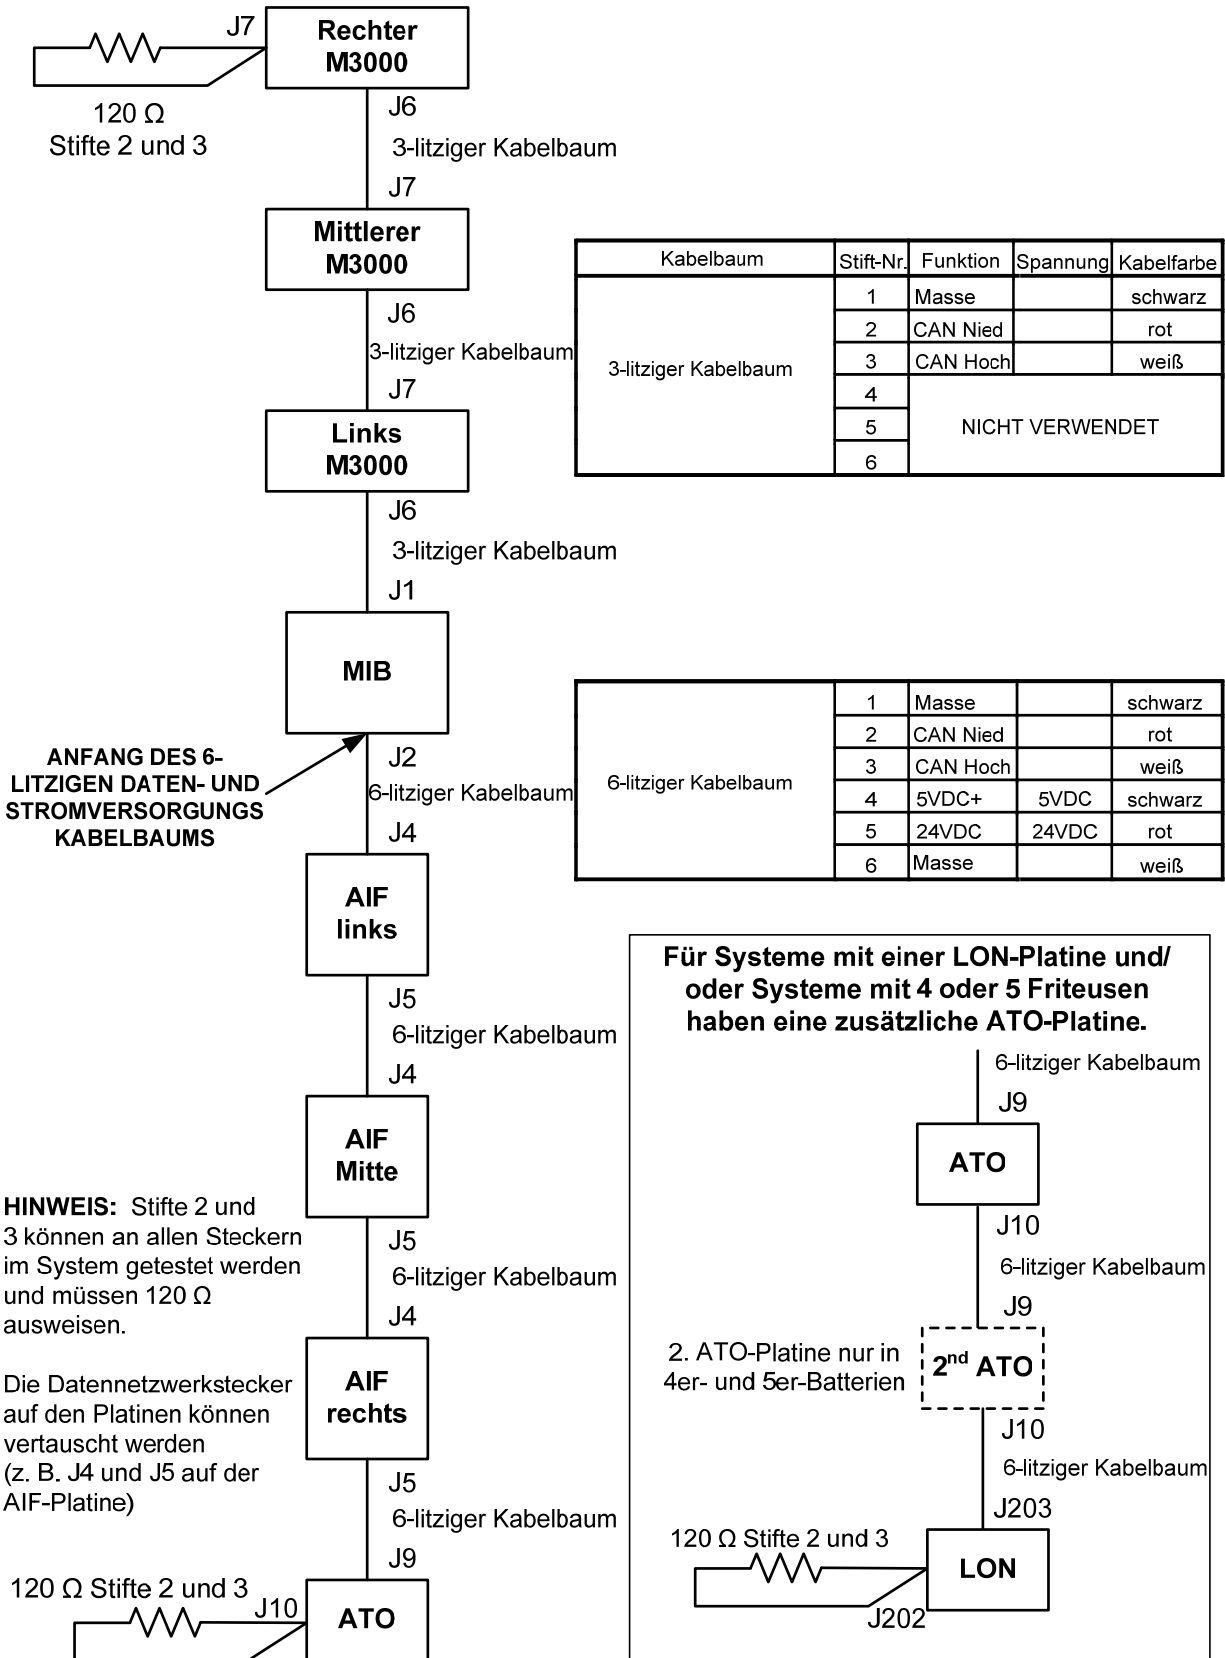 J7
Rechter
M3000
120 Ω
Stifte 2 und 3
J6
3-litziger Kabelbaum
J7
Mittlerer
M3000
J6
3-litziger Kabelbaum
J7
Links
M3000
J6
3-litziger Kabelbaum
J1
MIB
ANFANG DES 6-
LITZIGEN DATEN- UND
STROMVERSORGUNGS
KABELBAUMS
J2
6-litziger Kabelbaum
J4
AIF
links
J5
6-litziger Kabelbaum
J4
AIF
Mitte
HINWEIS: Stifte 2 und
3 können an allen Steckern
im System getestet werden
und müssen 120 Ω
ausweisen.
Die Datennetzwerkstecker
auf den Platinen können
vertauscht werden
(z. B. J4 und J5 auf der
AIF-Platine)
J5
6-litziger Kabelbaum
J4
AIF
rechts
J5
6-litziger Kabelbaum
J9
120 Ω Stifte 2 und 3
J10
ATO
Kabelbaum Stift-Nr. Funktion Spannung Kabelfarbe
3-litziger Kabelbaum
1 Masse schwarz
2 CAN Nied rot
3 CAN Hoch weiß
4
5 NICHT VERWENDET
6
6-litziger Kabelbaum
1 Masse schwarz
2 CAN Nied rot
3 CAN Hoch weiß
4 5VDC+ 5VDC schwarz
5 24VDC 24VDC rot
6 Masse weiß
Für Systeme mit einer LON-Platine und/
oder Systeme mit 4 oder 5 Friteusen
haben eine zusätzliche ATO-Platine.
6-litziger Kabelbaum
J9
ATO
J10
6-litziger Kabelbaum
J9
2. ATO-Platine nur in
4er- und 5er-Batterien
2nd ATO
J10
6-litziger Kabelbaum
J203
120 Ω Stifte 2 und 3
LON
J202